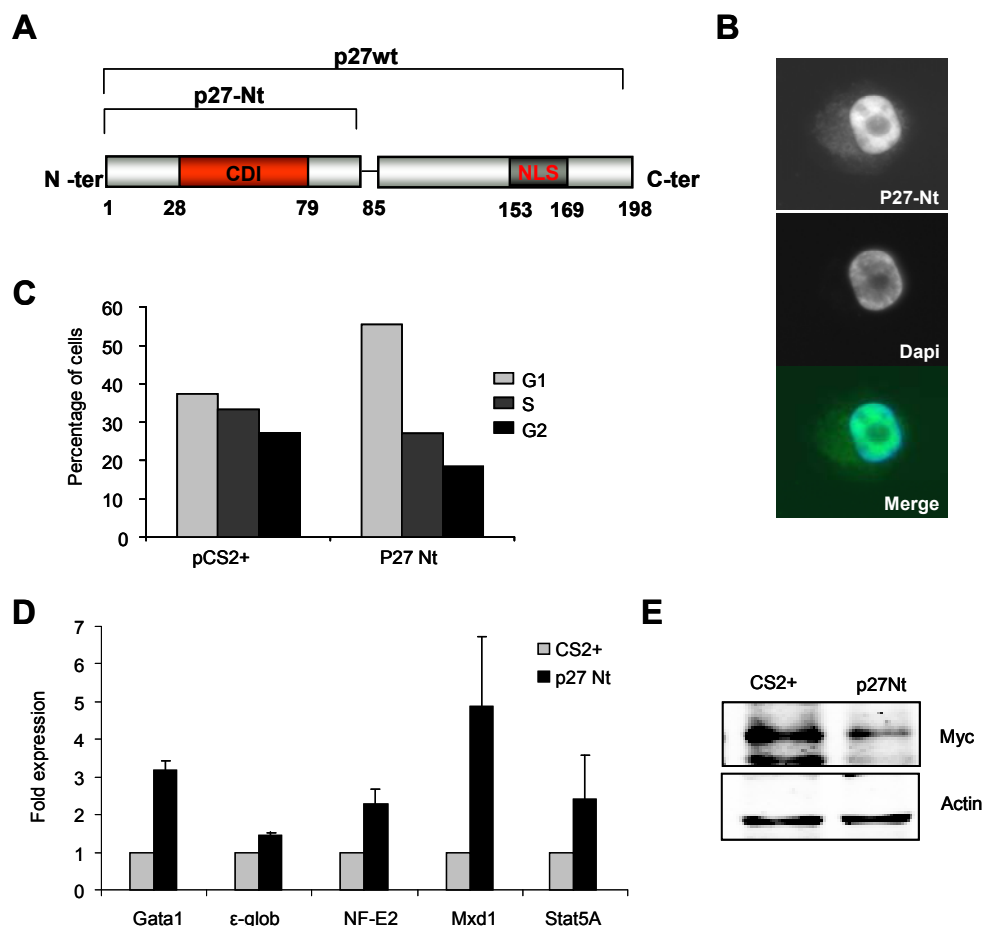 A
p27wt
p27-Nt
N -ter
CDI
NLS
C-ter
1 28 79 85 153 169 198
B
P27-Nt
Dapi
Merge
C
Percentage of cells
60
50
40
30
20
10
0
pCS2+ P27 Nt
G1
S
G2
D
Fold expression
7
6
5
4
3
2
1
0
CS2+
p27 Nt
Gata1 ε-glob NF-E2 Mxd1 Stat5A
E
CS2+ p27Nt
Myc
Actin